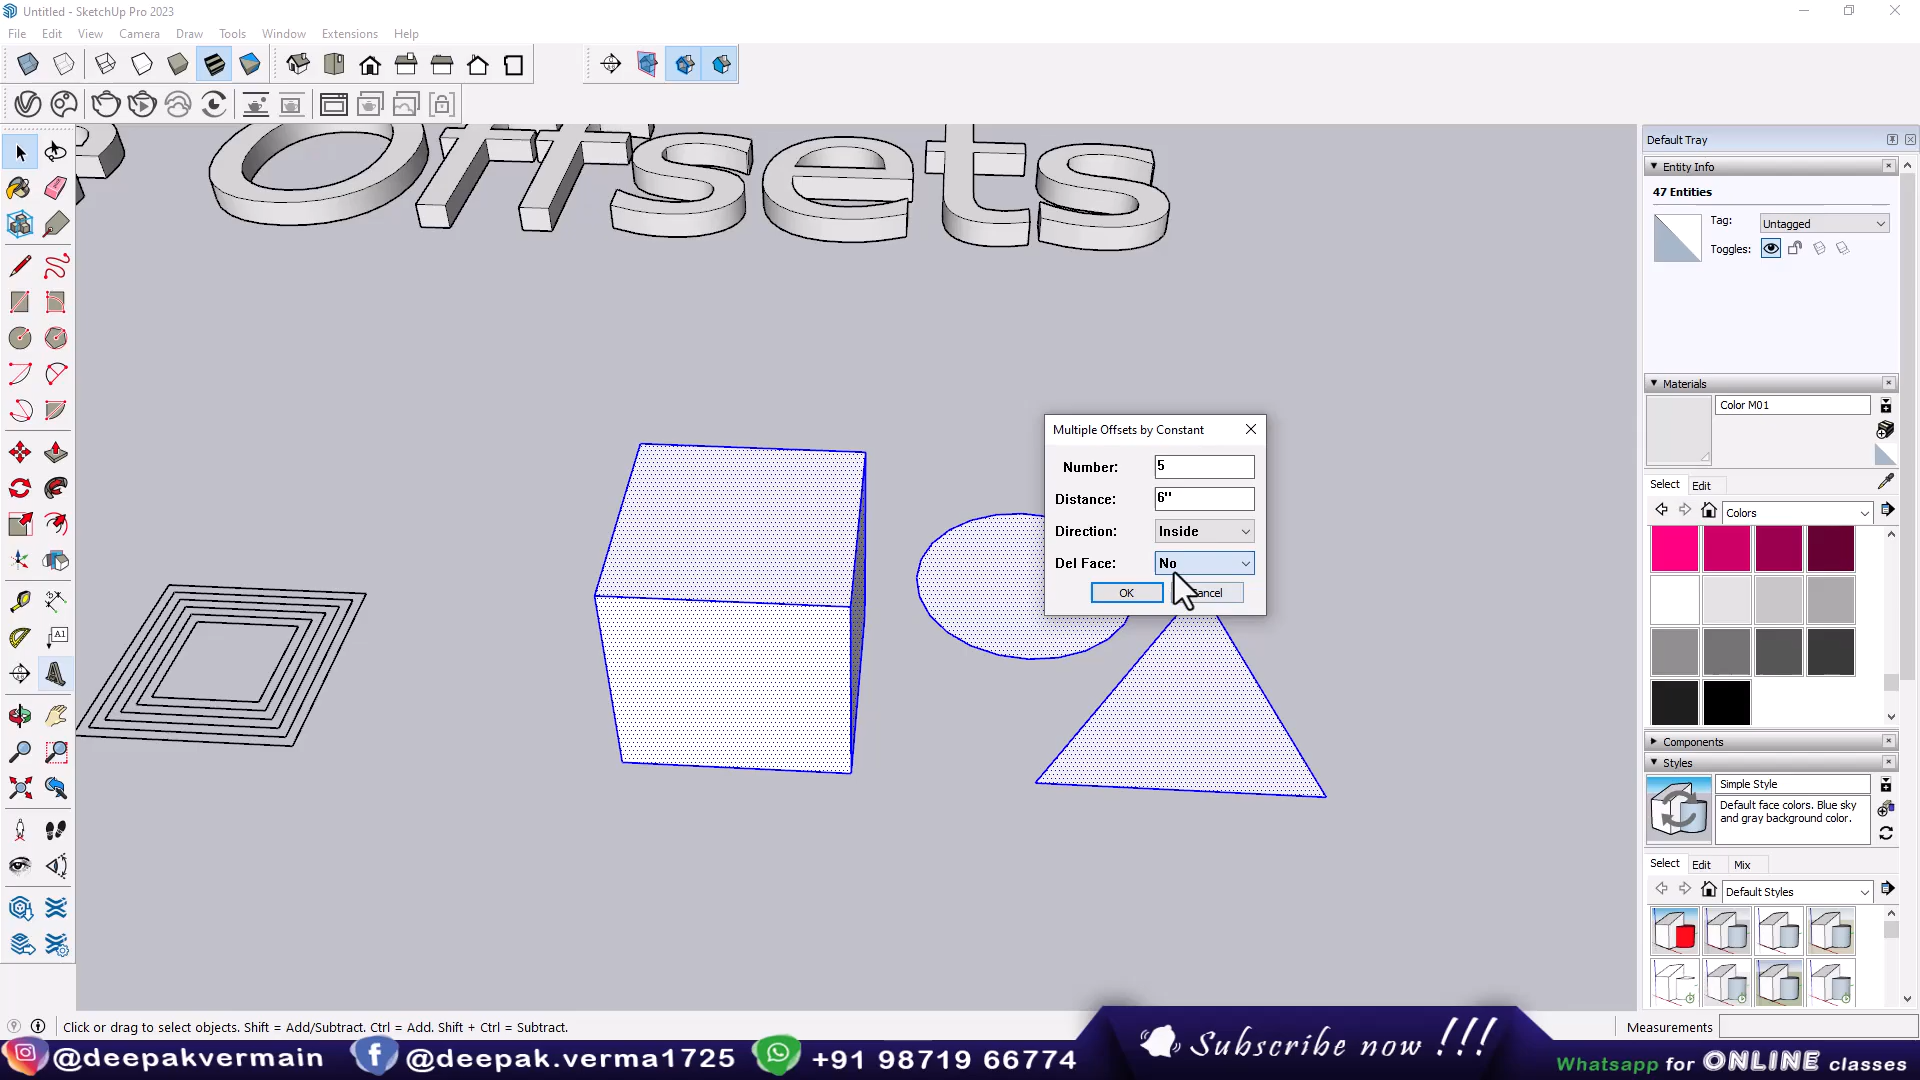 Untitled - SketchUp Pro 2023
File Edit View Camera Draw Tools Window Extensions Help
Offsets
Default Tray
Entity Info
47 Entities
Tag: Untagged
Toggles:
Materials
Color M01
Select Edit
Colors
Components
Styles
Simple Style
Default face colors. Blue sky
and gray background color.
Select Edit Mix
Default Styles
Multiple Offsets by Constant
Number: 5
Distance: 6"
Direction: Inside
Del Face: No
OK
A1
Click or drag to select objects. Shift = Add/Subtract. Ctrl = Add. Shift + Ctrl = Subtract.
Measurements
@deepakvermain @deepak.verma1725 +91 98719 66774
Subscribe now !!!
Whatsapp for ONLINE classes